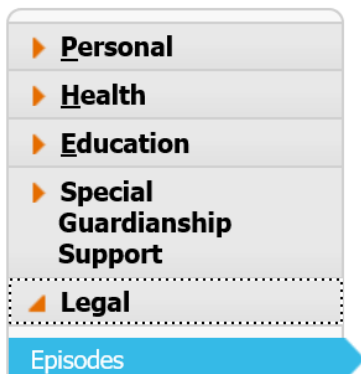 Personal
Health
Education
Special
Guardianship
Support
Legal
Episodes